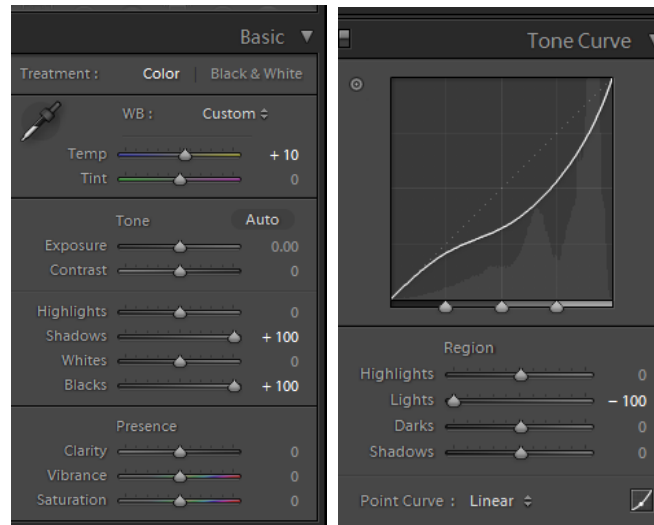 Basic
Treatment : Color Black & White
WB : Custom
Temp + 10
Tint 0
Tone Auto
Exposure 0.00
Contrast 0
Highlights 0
Shadows + 100
Whites 0
Blacks + 100
Presence
Clarity 0
Vibrance 0
Saturation 0
Tone Curve
Region
Highlights 0
Lights – 100
Darks 0
Shadows 0
Point Curve : Linear